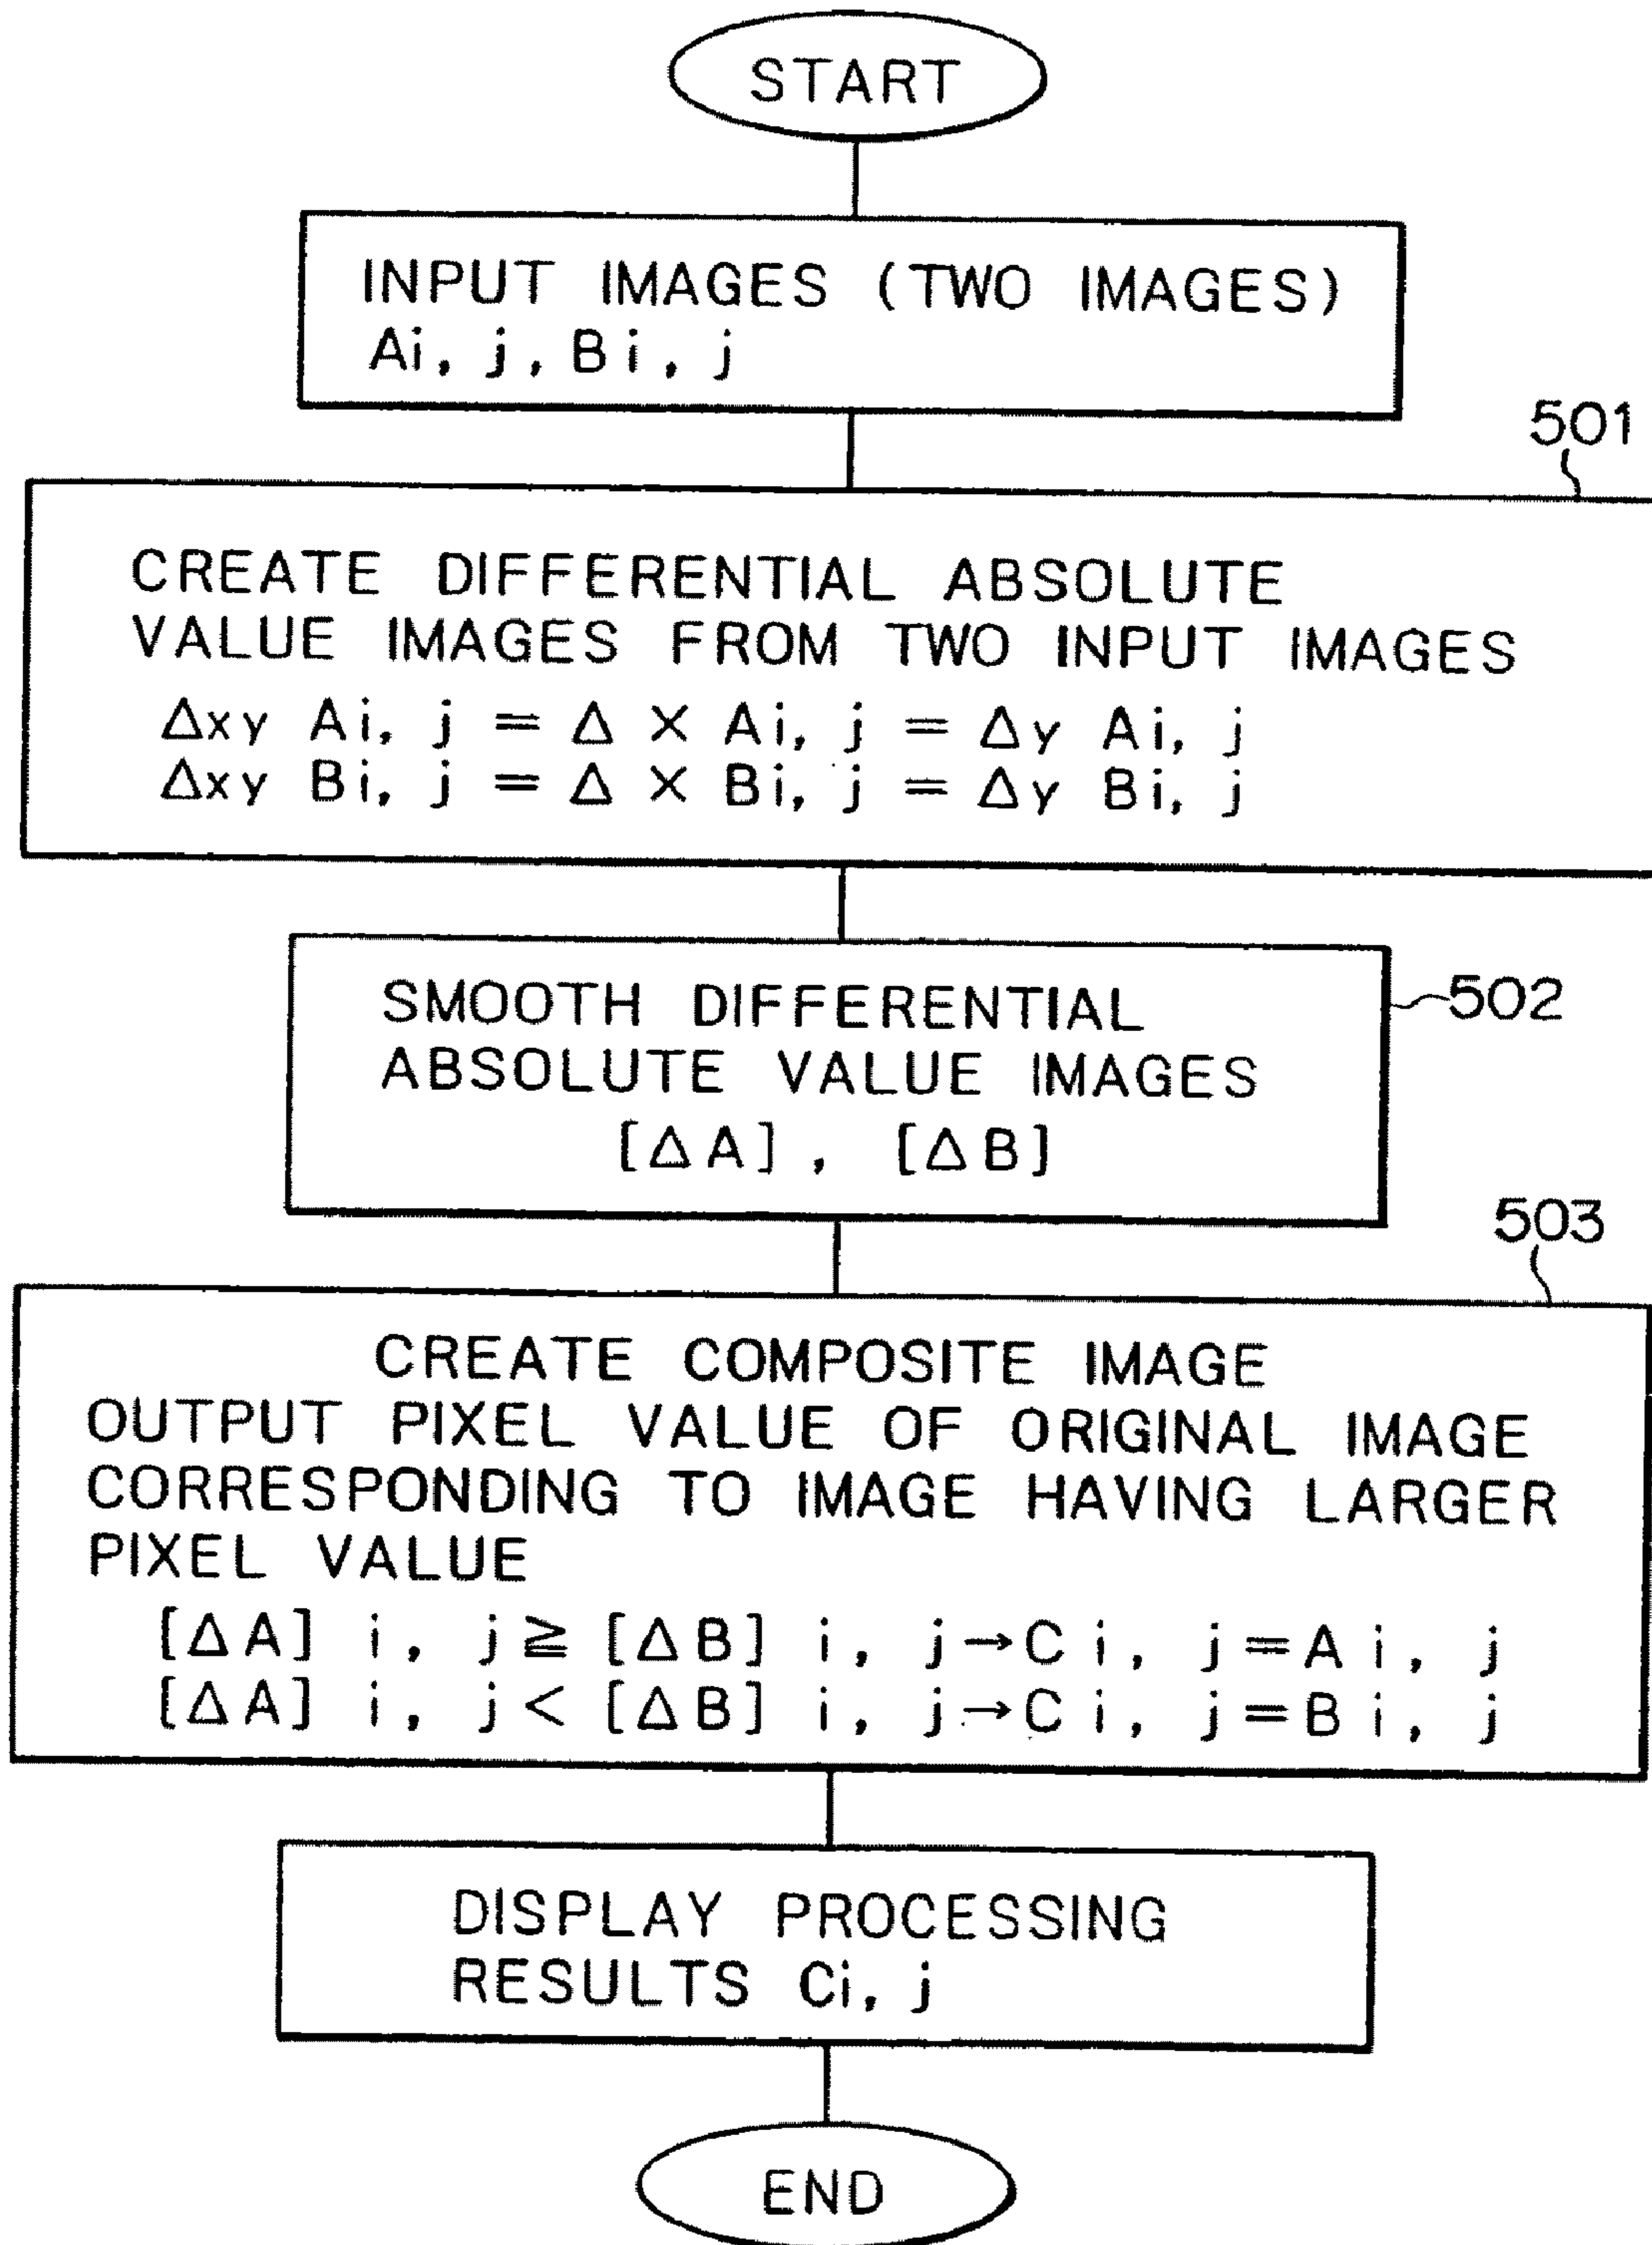 START
INPUT IMAGES (TWO IMAGES)
Ai, j, Bi, j
501
CREATE DIFFERENTIAL ABSOLUTE
VALUE IMAGES FROM TWO INPUT IMAGES
Δxy Ai, j = Δ × Ai, j = Δy Ai, j
Δxy Bi, j = Δ × Bi, j = Δy Bi, j
SMOOTH DIFFERENTIAL
ABSOLUTE VALUE IMAGES
[ΔA], [ΔB]
502
503
CREATE COMPOSITE IMAGE
OUTPUT PIXEL VALUE OF ORIGINAL IMAGE
CORRESPONDING TO IMAGE HAVING LARGER
PIXEL VALUE
[ΔA] i, j ≧ [ΔB] i, j → C i, j = A i, j
[ΔA] i, j < [ΔB] i, j → C i, j = B i, j
DISPLAY PROCESSING
RESULTS Ci, j
END